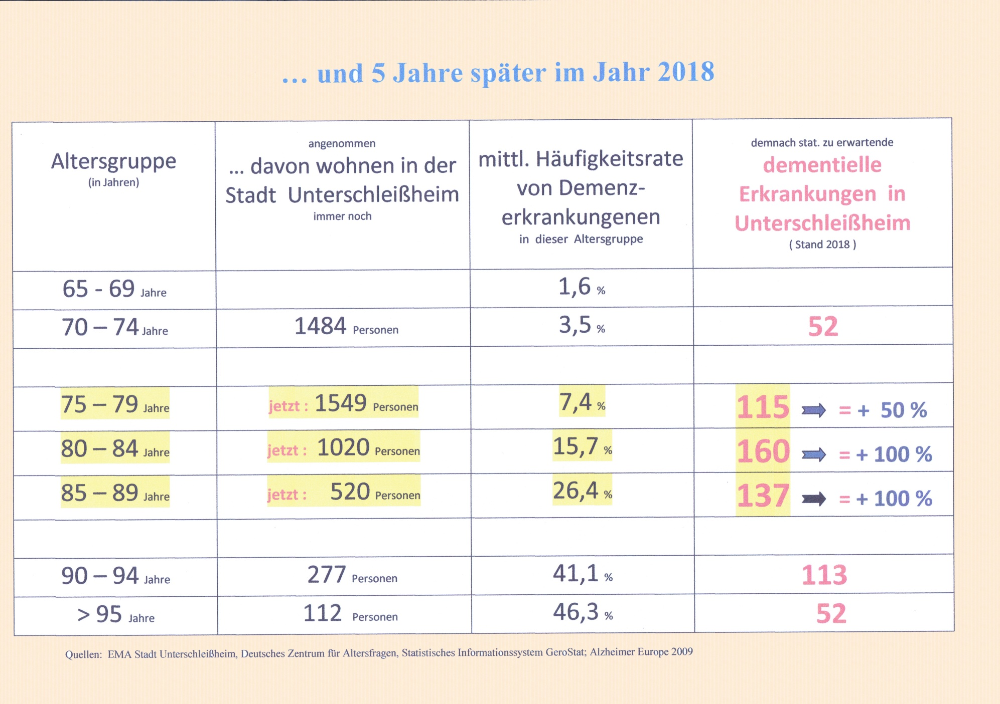 ... und 5 Jahre später im Jahr 2018
Altersgruppe
(in Jahren)
angenommen
... davon wohnen in der
Stadt Unterschleißheim
immer noch
mittl. Häufigkeitsrate
von Demenz-
erkrankungenen
in dieser Altersgruppe
demnach stat. zu erwartende
dementielle
Erkrankungen in
Unterschleißheim
( Stand 2018 )
65 - 69 Jahre 1,6 %
70 – 74 Jahre 1484 Personen 3,5 % 52
75 – 79 Jahre jetzt : 1549 Personen 7,4 % 115 = + 50 %
80 – 84 Jahre jetzt : 1020 Personen 15,7 % 160 = + 100 %
85 – 89 Jahre jetzt : 520 Personen 26,4 % 137 = + 100 %
90 – 94 Jahre 277 Personen 41,1 % 113
> 95 Jahre 112 Personen 46,3 % 52
Quellen: EMA Stadt Unterschleißheim, Deutsches Zentrum für Altersfragen, Statistisches Informationssystem GeroStat; Alzheimer Europe 2009